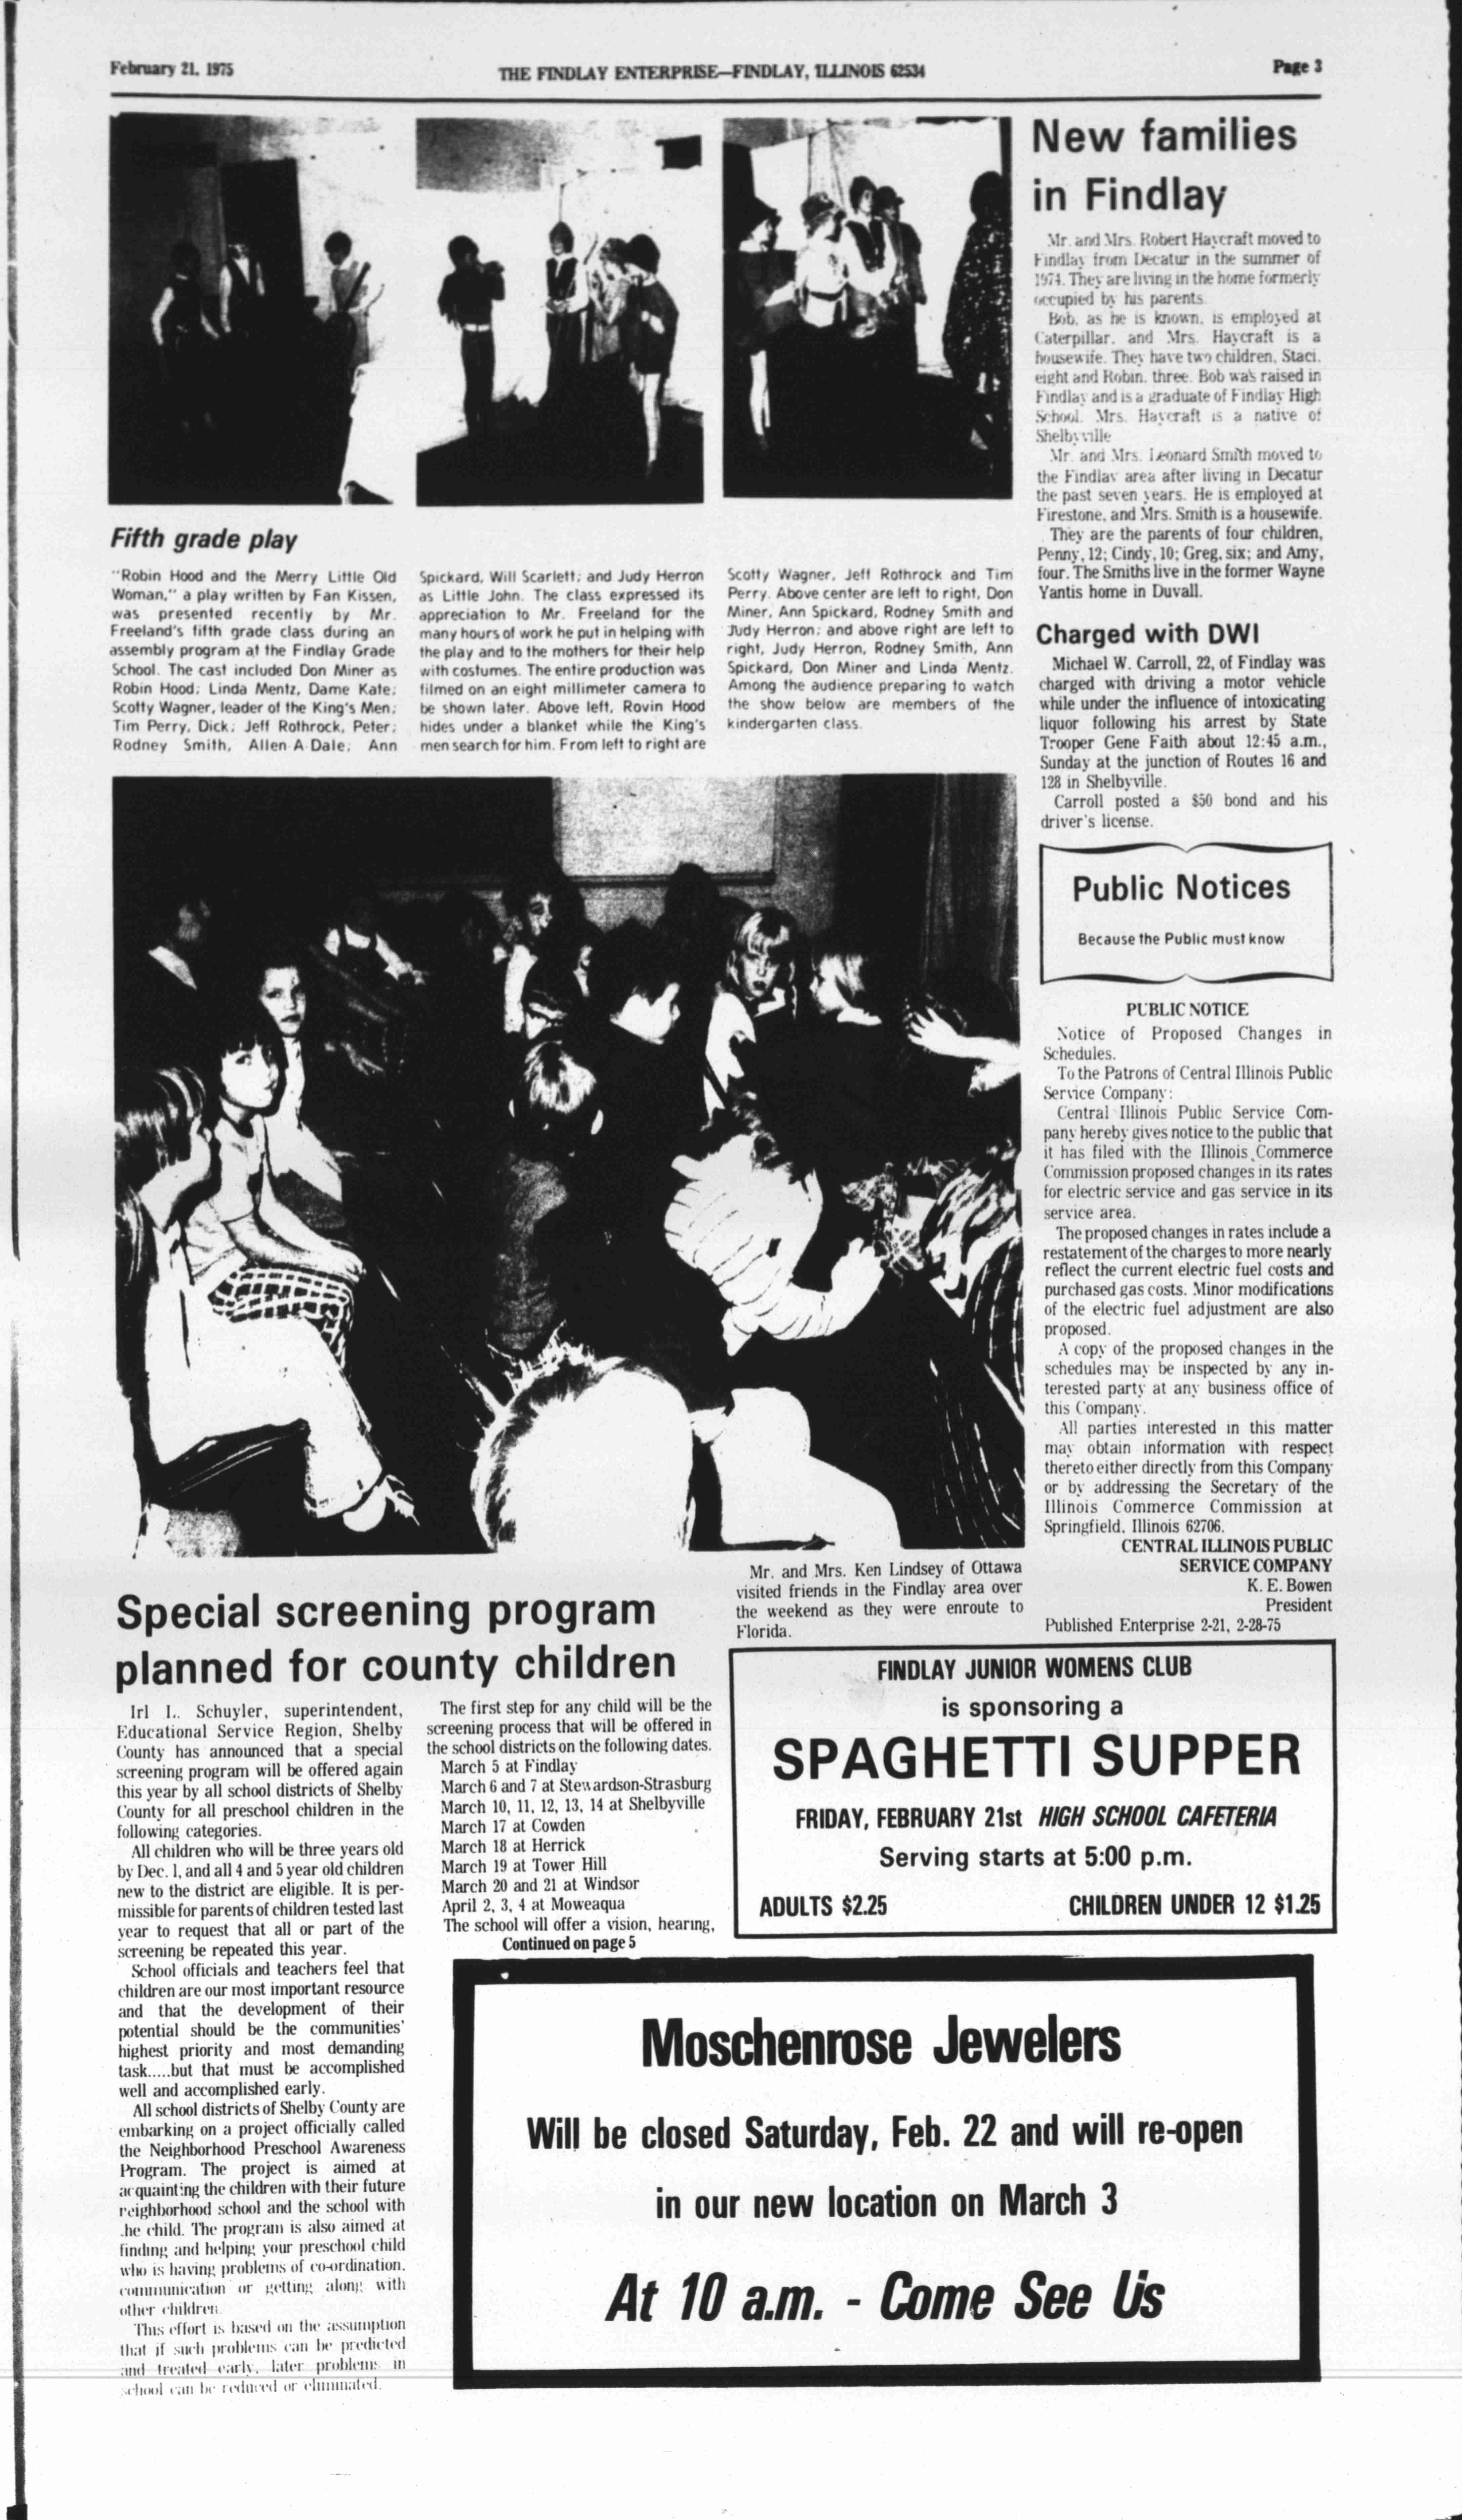 February 21, 1975
THE FINDLAY ENTERPRISE—FINDLAY, ILLINOIS 62534
Page 3
Fifth grade play
"Robin Hood and the Merry Little Old
Woman," a play written by Fan Kissen,
was presented recently by Mr.
Freeland's fifth grade class during an
assembly program at the Findlay Grade
School. The cast included Don Miner as
Robin Hood; Linda Mentz, Dame Kate;
Scotty Wagner, leader of the King's Men;
Tim Perry, Dick; Jeff Rothrock, Peter;
Rodney Smith, Allen-A-Dale; Ann
Spickard, Will Scarlett; and Judy Herron
as Little John. The class expressed its
appreciation to Mr. Freeland for the
many hours of work he put in helping with
the play and to the mothers for their help
with costumes. The entire production was
filmed on an eight millimeter camera to
be shown later. Above left, Rovin Hood
hides under a blanket while the King's
men search for him. From left to right are
Scotty Wagner, Jeff Rothrock and Tim
Perry. Above center are left to right, Don
Miner, Ann Spickard, Rodney Smith and
Judy Herron; and above right are left to
right, Judy Herron, Rodney Smith, Ann
Spickard, Don Miner and Linda Mentz.
Among the audience preparing to watch
the show below are members of the
kindergarten class.
New families
in Findlay
Mr. and Mrs. Robert Haycraft moved to
Findlay from Decatur in the summer of
1974. They are living in the home formerly
occupied by his parents.
Bob, as he is known, is employed at
Caterpillar, and Mrs. Haycraft is a
housewife. They have two children, Staci,
eight and Robin, three. Bob was raised in
Findlay and is a graduate of Findlay High
School. Mrs. Haycraft is a native of
Shelbyville
Mr. and Mrs. Leonard Smith moved to
the Findlay area after living in Decatur
the past seven years. He is employed at
Firestone, and Mrs. Smith is a housewife.
They are the parents of four children,
Penny, 12; Cindy, 10; Greg, six; and Amy,
four. The Smiths live in the former Wayne
Yantis home in Duvall.
Charged with DWI
Michael W. Carroll, 22, of Findlay was
charged with driving a motor vehicle
while under the influence of intoxicating
liquor following his arrest by State
Trooper Gene Faith about 12:45 a.m.,
Sunday at the junction of Routes 16 and
128 in Shelbyville.
Carroll posted a $50 bond and his
driver's license.
Public Notices
Because the Public must know
PUBLIC NOTICE
Notice of Proposed Changes in
Schedules.
To the Patrons of Central Illinois Public
Service Company:
Central Illinois Public Service Com-
pany hereby gives notice to the public that
it has filed with the Illinois Commerce
Commission proposed changes in its rates
for electric service and gas service in its
service area.
The proposed changes in rates include a
restatement of the charges to more nearly
reflect the current electric fuel costs and
purchased gas costs. Minor modifications
of the electric fuel adjustment are also
proposed.
A copy of the proposed changes in the
schedules may be inspected by any in-
terested party at any business office of
this Company.
All parties interested in this matter
may obtain information with respect
thereto either directly from this Company
or by addressing the Secretary of the
Illinois Commerce Commission at
Springfield, Illinois 62706.
CENTRAL ILLINOIS PUBLIC
SERVICE COMPANY
K. E. Bowen
President
Published Enterprise 2-21, 2-28-75
Mr. and Mrs. Ken Lindsey of Ottawa
visited friends in the Findlay area over
the weekend as they were enroute to
Florida.
Special screening program
planned for county children
Irl L. Schuyler, superintendent,
Educational Service Region, Shelby
County has announced that a special
screening program will be offered again
this year by all school districts of Shelby
County for all preschool children in the
following categories.
All children who will be three years old
by Dec. 1, and all 4 and 5 year old children
new to the district are eligible. It is per-
missible for parents of children tested last
year to request that all or part of the
screening be repeated this year.
School officials and teachers feel that
children are our most important resource
and that the development of their
potential should be the communities'
highest priority and most demanding
task.....but that must be accomplished
well and accomplished early.
All school districts of Shelby County are
embarking on a project officially called
the Neighborhood Preschool Awareness
Program. The project is aimed at
acquainting the children with their future
neighborhood school and the school with
the child. The program is also aimed at
finding and helping your preschool child
who is having problems of co-ordination,
communication or getting along with
other children.
This effort is based on the assumption
that if such problems can be predicted
and treated early, later problems in
school can be reduced or eliminated.
The first step for any child will be the
screening process that will be offered in
the school districts on the following dates.
March 5 at Findlay
March 6 and 7 at Stewardson-Strasburg
March 10, 11, 12, 13, 14 at Shelbyville
March 17 at Cowden
March 18 at Herrick
March 19 at Tower Hill
March 20 and 21 at Windsor
April 2, 3, 4 at Moweaqua
The school will offer a vision, hearing,
Continued on page 5
FINDLAY JUNIOR WOMENS CLUB
is sponsoring a
SPAGHETTI SUPPER
FRIDAY, FEBRUARY 21st HIGH SCHOOL CAFETERIA
Serving starts at 5:00 p.m.
ADULTS $2.25 CHILDREN UNDER 12 $1.25
Moschenrose Jewelers
Will be closed Saturday, Feb. 22 and will re-open
in our new location on March 3
At 10 a.m. - Come See Us